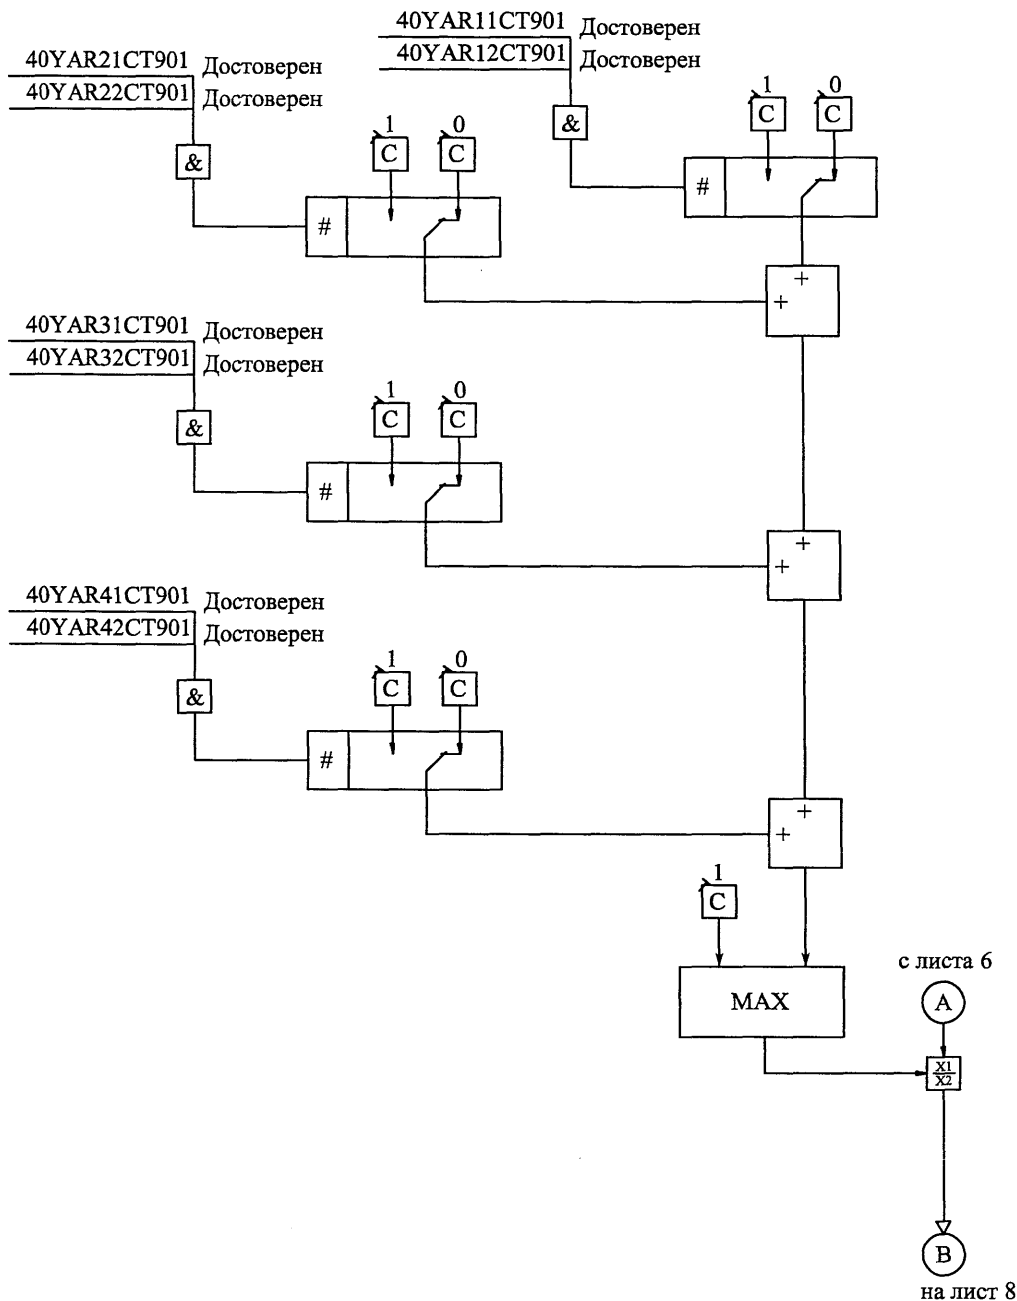 40YAR11CT901 Достоверен
40YAR12CT901 Достоверен
40YAR21CT901 Достоверен
40YAR22CT901 Достоверен
&
1 0
C C
#
&
1 0
C C
#
+
+
40YAR31CT901 Достоверен
40YAR32CT901 Достоверен
&
1 0
C C
#
+
+
40YAR41CT901 Достоверен
40YAR42CT901 Достоверен
&
1 0
C C
#
+
+
1
C
MAX
с листа 6
A
X1
X2
B
на лист 8